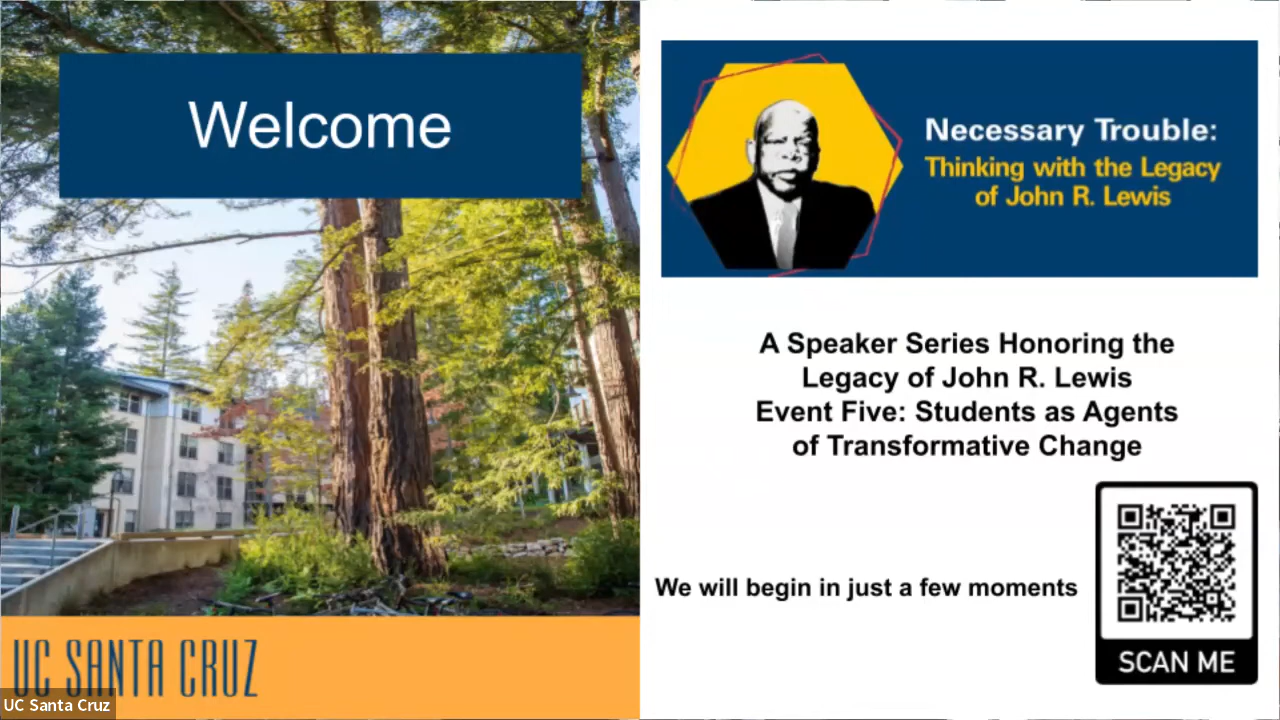 Welcome
UC SANTA CRUZ
UC Santa Cruz
Necessary Trouble:
Thinking with the Legacy
of John R. Lewis
A Speaker Series Honoring the
Legacy of John R. Lewis
Event Five: Students as Agents
of Transformative Change
We will begin in just a few moments
SCAN ME